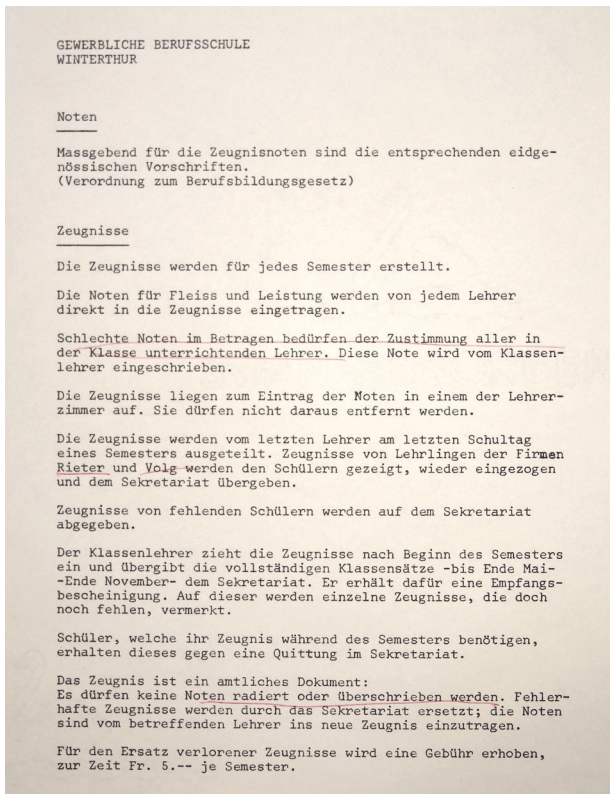 GEWERBLICHE BERUFSSCHULE
WINTERTHUR
Noten
Massgebend für die Zeugnisnoten sind die entsprechenden eidge-
nössischen Vorschriften.
(Verordnung zum Berufsbildungsgesetz)
Zeugnisse
Die Zeugnisse werden für jedes Semester erstellt.
Die Noten für Fleiss und Leistung werden von jedem Lehrer
direkt in die Zeugnisse eingetragen.
Schlechte Noten im Betragen bedürfen der Zustimmung aller in
der Klasse unterrichtenden Lehrer. Diese Note wird vom Klassen-
lehrer eingeschrieben.
Die Zeugnisse liegen zum Eintrag der Noten in einem der Lehrer-
zimmer auf. Sie dürfen nicht daraus entfernt werden.
Die Zeugnisse werden vom letzten Lehrer am letzten Schultag
eines Semesters ausgeteilt. Zeugnisse von Lehrlingen der Firmen
Rieter und Volg werden den Schülern gezeigt, wieder eingezogen
und dem Sekretariat übergeben.
Zeugnisse von fehlenden Schülern werden auf dem Sekretariat
abgegeben.
Der Klassenlehrer zieht die Zeugnisse nach Beginn des Semesters
ein und übergibt die vollständigen Klassensätze -bis Ende Mai-
-Ende November- dem Sekretariat. Er erhält dafür eine Empfangs-
bescheinigung. Auf dieser werden einzelne Zeugnisse, die doch
noch fehlen, vermerkt.
Schüler, welche ihr Zeugnis während des Semesters benötigen,
erhalten dieses gegen eine Quittung im Sekretariat.
Das Zeugnis ist ein amtliches Dokument:
Es dürfen keine Noten radiert oder überschrieben werden. Fehler-
hafte Zeugnisse werden durch das Sekretariat ersetzt; die Noten
sind vom betreffenden Lehrer ins neue Zeugnis einzutragen.
Für den Ersatz verlorener Zeugnisse wird eine Gebühr erhoben,
zur Zeit Fr. 5.-- je Semester.